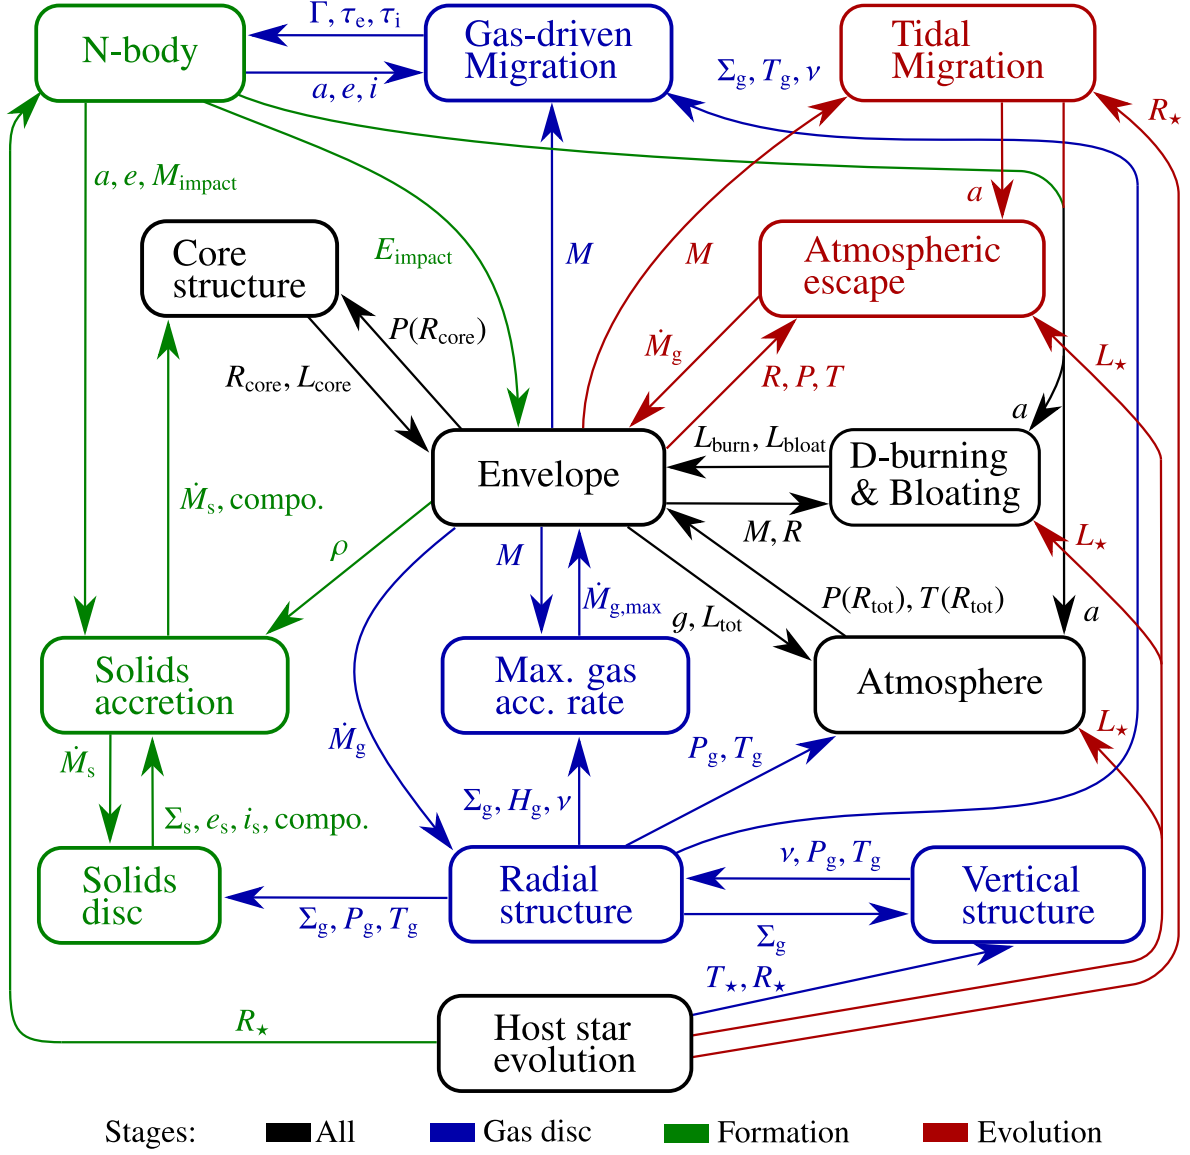 N-body
Γ, τe, τi
a, e, i
Gas-driven
Migration
Σg, Tg, ν
Tidal
Migration
R⋆
a, e, Mimpact
Core
structure
Eimpact
M
M
a
Atmospheric
escape
P(Rcore)
Rcore, Lcore
Ṁg
R, P, T
L⋆
a
Envelope
Lburn, Lbloat
D-burning
& Bloating
M, R
Ṁs, compo.
ρ
M
Ṁg,max
g, Ltot
P(Rtot), T(Rtot)
L⋆
a
Solids
accretion
Max. gas
acc. rate
Atmosphere
L⋆
Ṁs
Ṁg
Pg, Tg
Σg, Hg, ν
Σs, es, is, compo.
Solids
disc
Σg, Pg, Tg
Radial
structure
ν, Pg, Tg
Σg
Vertical
structure
T⋆, R⋆
R⋆
Host star
evolution
Stages: All Gas disc Formation Evolution